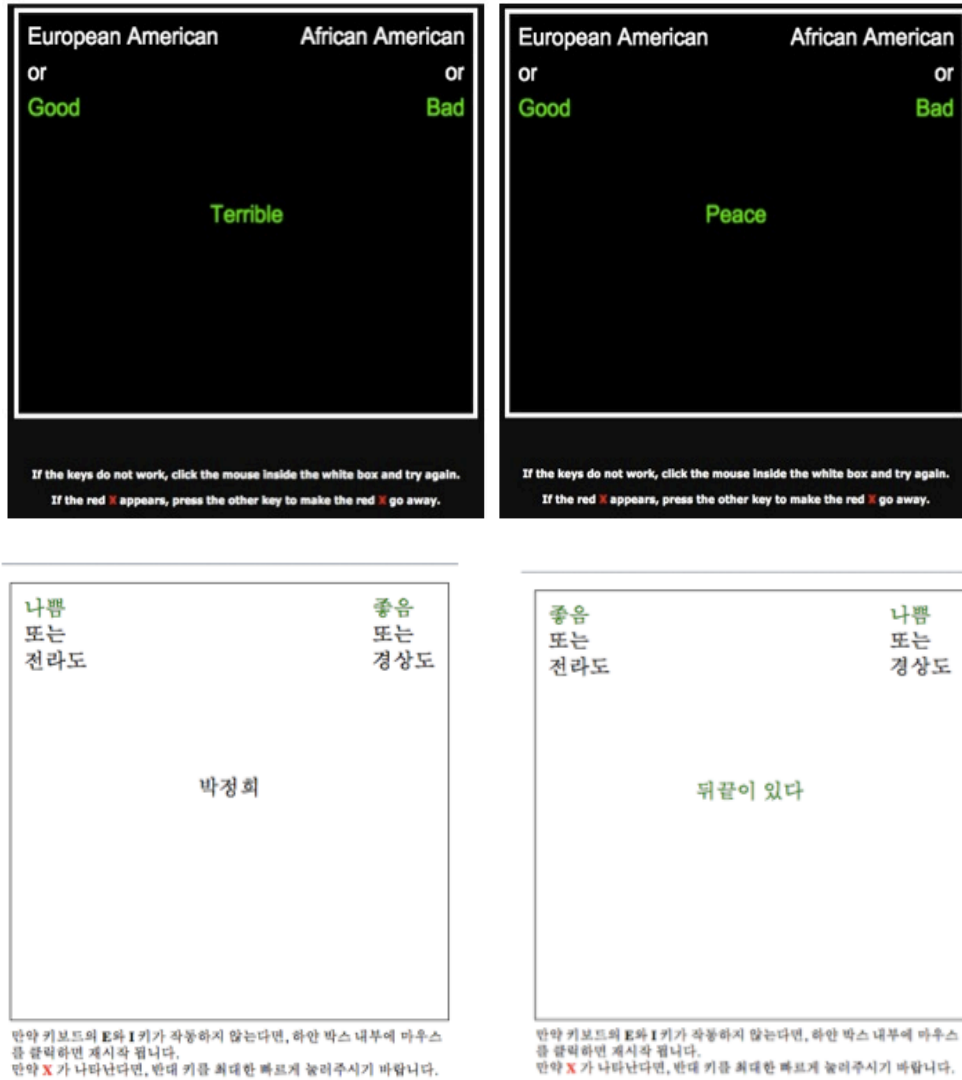 European American African American
or or
Good Bad
Terrible
If the keys do not work, click the mouse inside the white box and try again.
If the red X appears, press the other key to make the red X go away.
European American African American
or or
Good Bad
Peace
If the keys do not work, click the mouse inside the white box and try again.
If the red X appears, press the other key to make the red X go away.
나쁨 좋음
또는 또는
전라도 경상도
박정희
만약 키보드의 E와 I 키가 작동하지 않는다면, 하얀 박스 내부에 마우스
를 클릭하면 재시작 됩니다.
만약 X 가 나타난다면, 반대 키를 최대한 빠르게 눌러주시기 바랍니다.
좋음 나쁨
또는 또는
전라도 경상도
뒤끝이 있다
만약 키보드의 E와 I 키가 작동하지 않는다면, 하얀 박스 내부에 마우스
를 클릭하면 재시작 됩니다.
만약 X 가 나타난다면, 반대 키를 최대한 빠르게 눌러주시기 바랍니다.